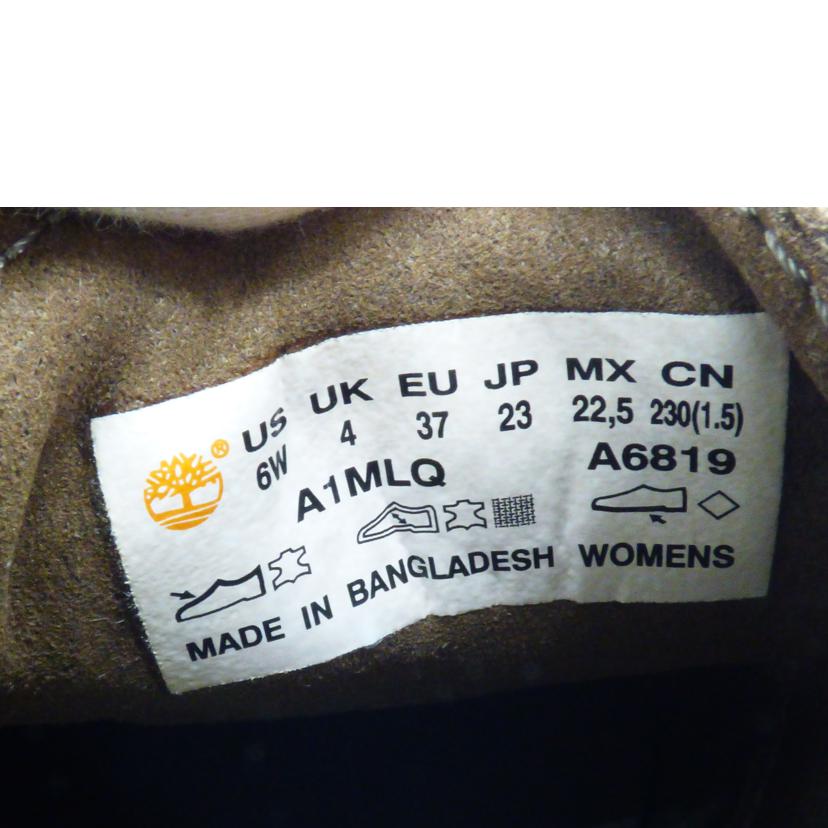 ® US UK EU JP MX CN
6W 4 37 23 22,5 230(1.5)
A1MLQ A6819
MADE IN BANGLADESH WOMENS